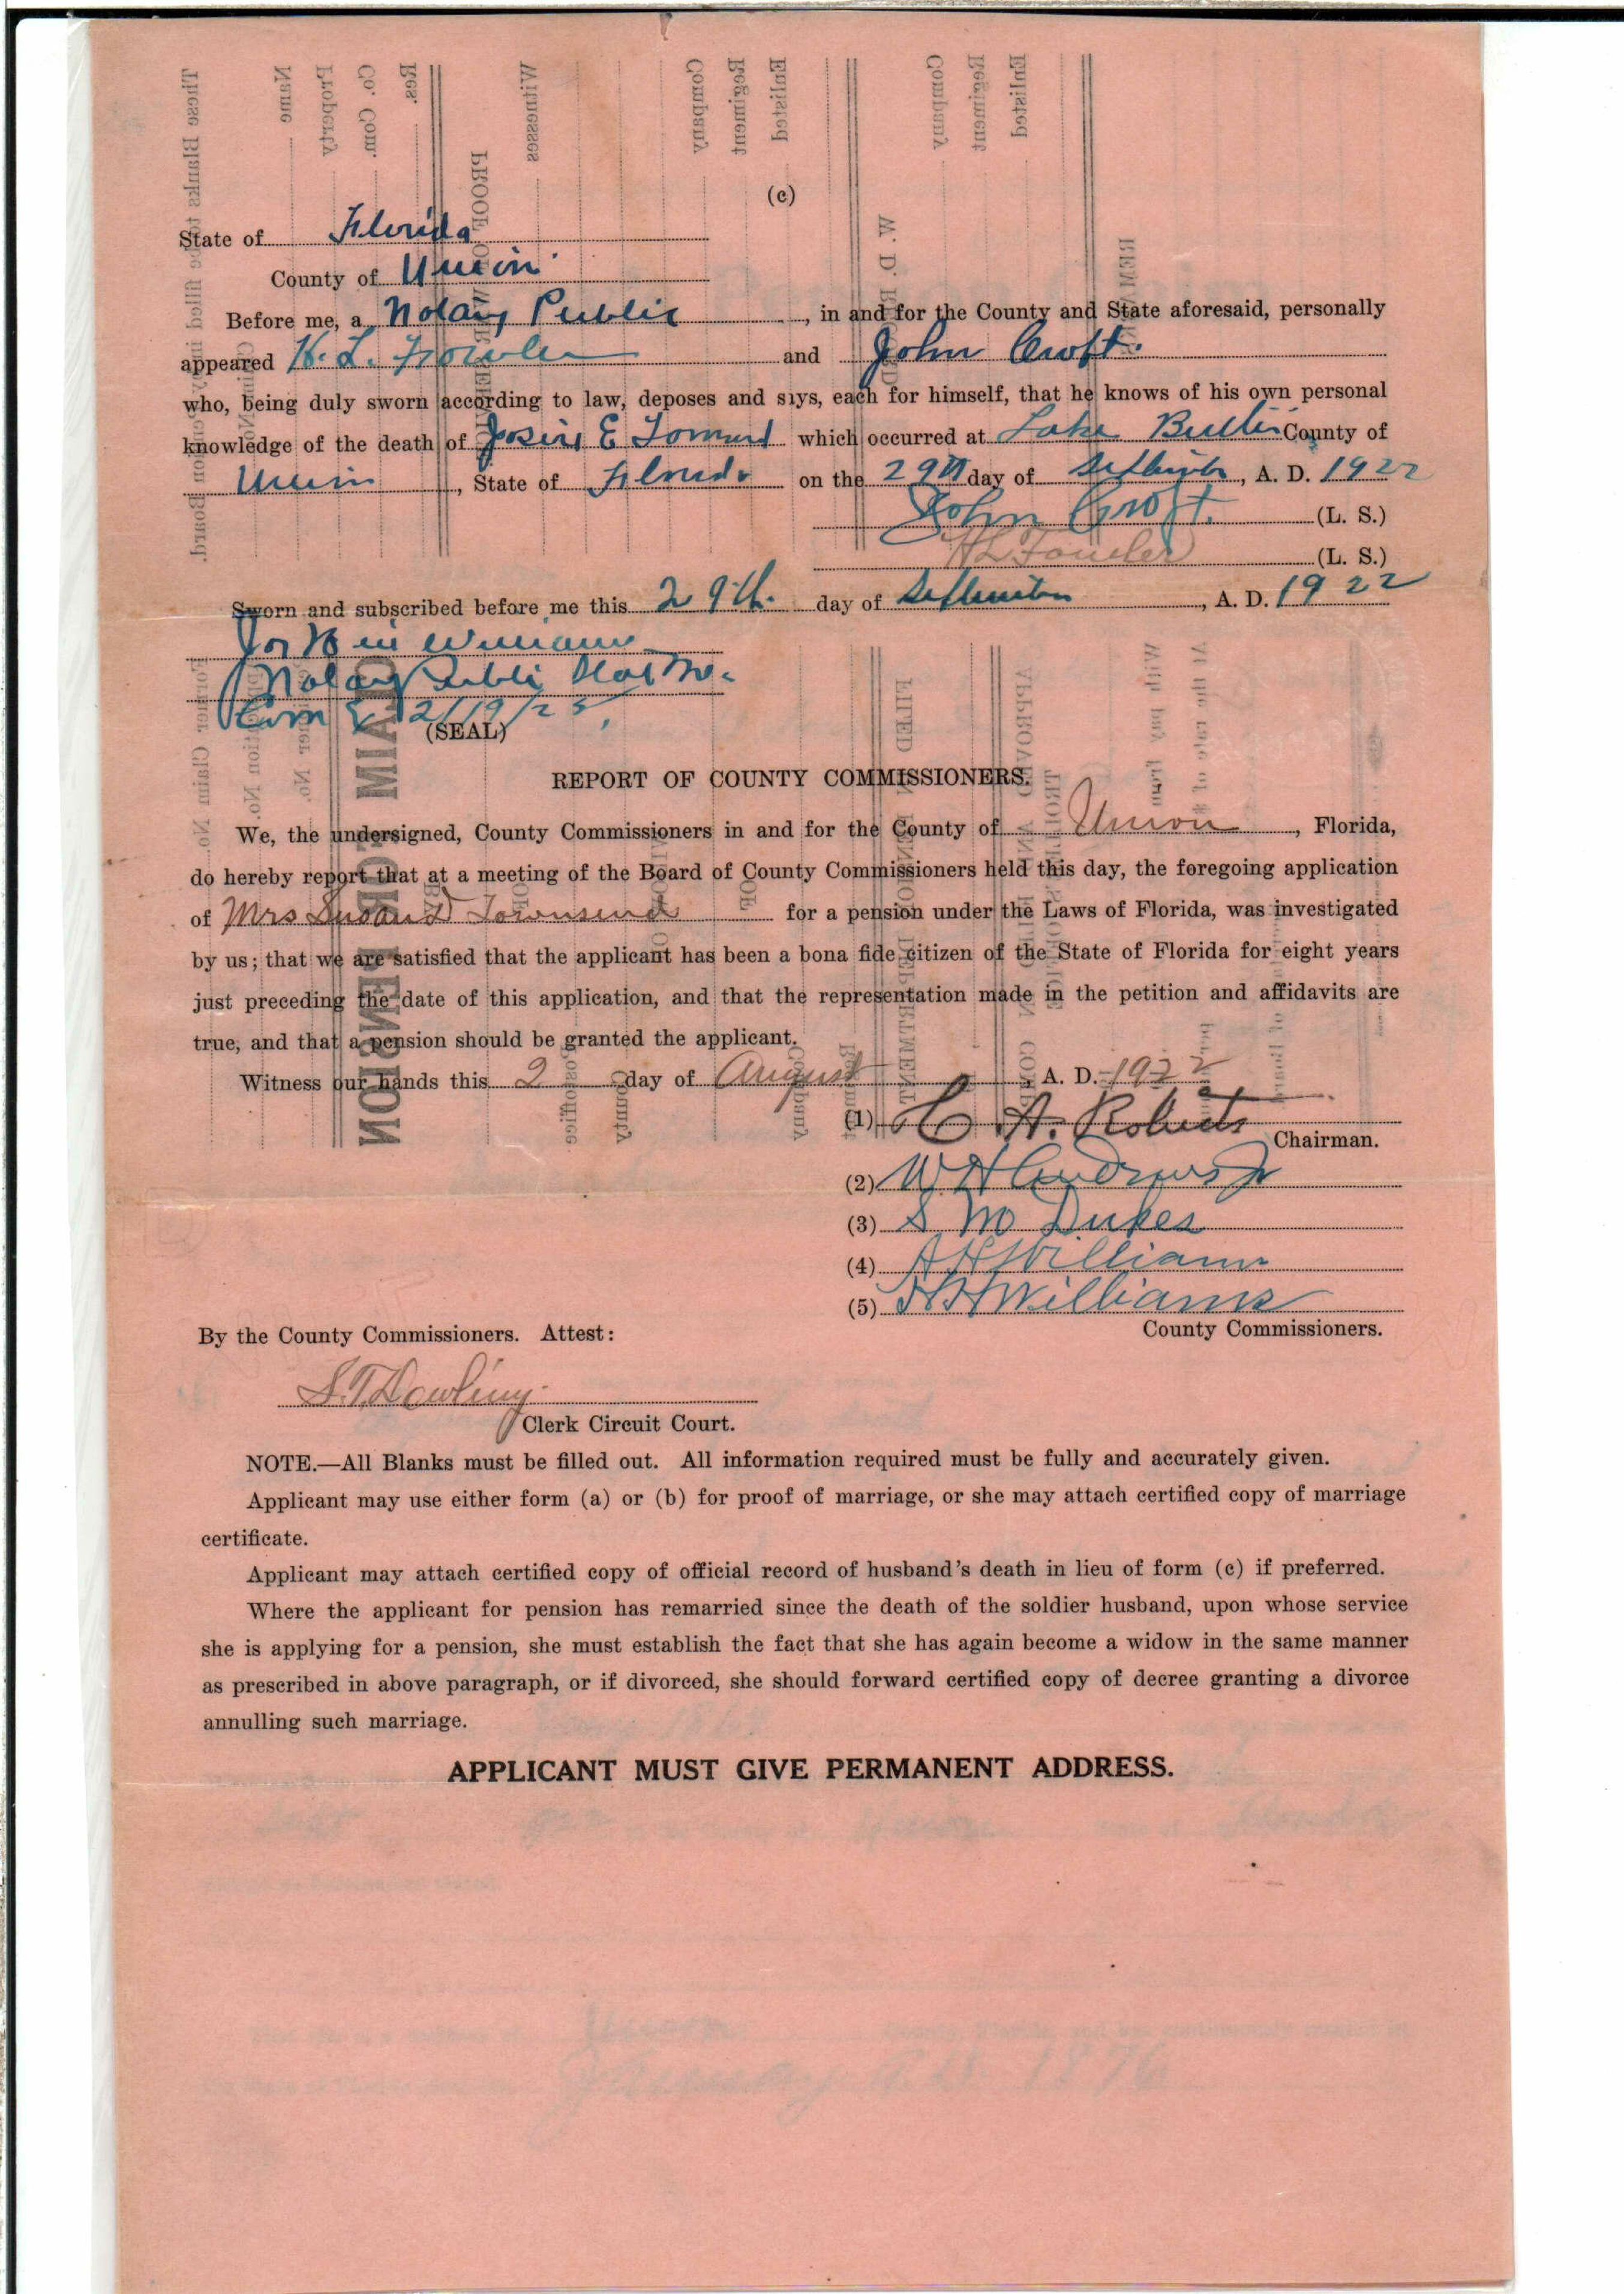 (c)
State of Florida
County of Union
Before me, a Notary Public, in and for the County and State aforesaid, personally
appeared H. L. Fowler and John Croft.
who, being duly sworn according to law, deposes and siys, each for himself, that he knows of his own personal
knowledge of the death of E which occurred at Lake Butler County of
Union, State of Florida on the 29th day of September, A. D. 1922
John Croft. (L. S.)
H L Fowler (L. S.)
Sworn and subscribed before me this 29th. day of September, A. D. 1922
Williams
Notary Public
Com Ex 12/19/25,
(SEAL)
REPORT OF COUNTY COMMISSIONERS.
We, the undersigned, County Commissioners in and for the County of Union, Florida,
do hereby report that at a meeting of the Board of County Commissioners held this day, the foregoing application
of Mrs Susan D Townsend for a pension under the Laws of Florida, was investigated
by us; that we are satisfied that the applicant has been a bona fide citizen of the State of Florida for eight years
just preceding the date of this application, and that the representation made in the petition and affidavits are
true, and that a pension should be granted the applicant.
Witness our hands this 2 day of August, A. D. 1922
(1) C A. Roberts Chairman.
(2) W H Andrews Jr
(3) S M Dukes
(4) A H Williams
(5) H H Williams
County Commissioners.
By the County Commissioners. Attest:
S. T. Dowling.
Clerk Circuit Court.
NOTE.—All Blanks must be filled out. All information required must be fully and accurately given.
Applicant may use either form (a) or (b) for proof of marriage, or she may attach certified copy of marriage
certificate.
Applicant may attach certified copy of official record of husband's death in lieu of form (c) if preferred.
Where the applicant for pension has remarried since the death of the soldier husband, upon whose service
she is applying for a pension, she must establish the fact that she has again become a widow in the same manner
as prescribed in above paragraph, or if divorced, she should forward certified copy of decree granting a divorce
annulling such marriage.
APPLICANT MUST GIVE PERMANENT ADDRESS.